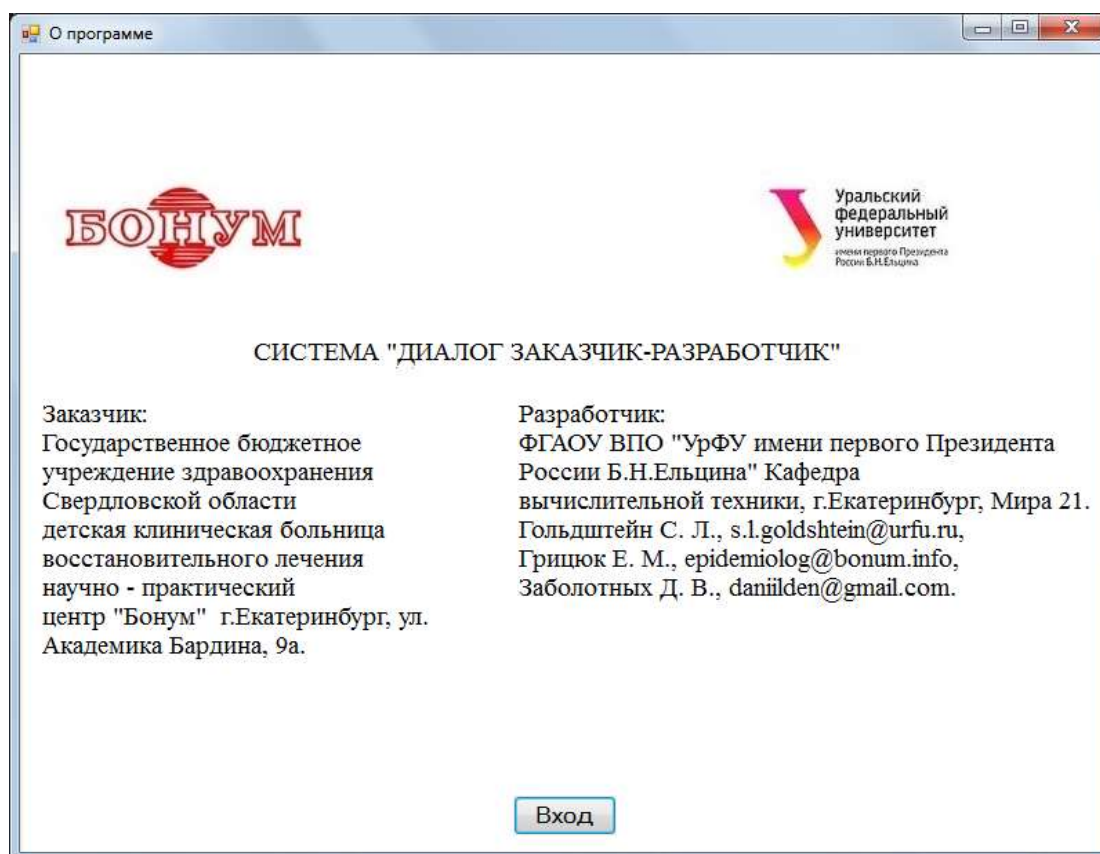 О программе
БОНУМ
Уральский
федеральный
университет
имени первого Президента
России Б.Н.Ельцина
СИСТЕМА "ДИАЛОГ ЗАКАЗЧИК-РАЗРАБОТЧИК"
Заказчик:
Государственное бюджетное
учреждение здравоохранения
Свердловской области
детская клиническая больница
восстановительного лечения
научно - практический
центр "Бонум" г.Екатеринбург, ул.
Академика Бардина, 9а.
Разработчик:
ФГАОУ ВПО "УрФУ имени первого Президента
России Б.Н.Ельцина" Кафедра
вычислительной техники, г.Екатеринбург, Мира 21.
Гольдштейн С. Л., s.l.goldshtein@urfu.ru,
Грицюк Е. М., epidemiolog@bonum.info,
Заболотных Д. В., daniilden@gmail.com.
Вход